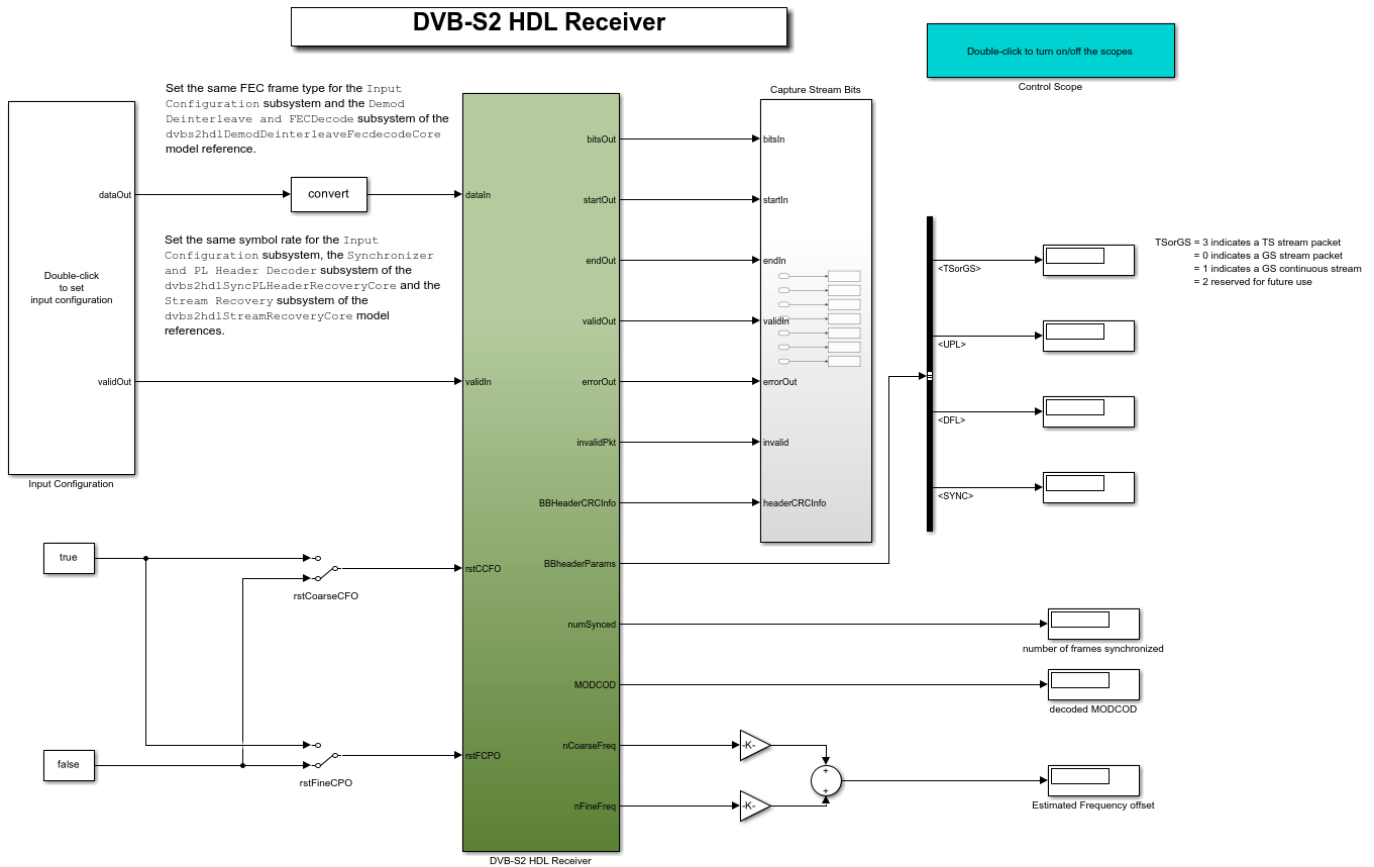 DVB-S2 HDL Receiver
Double-click to turn on/off the scopes
Control Scope
Set the same FEC frame type for the Input
Configuration subsystem and the Demod
Deinterleave and FECDecode subsystem of the
dvbs2hdlDemodDeinterleaveFecdecodeCore
model reference.
Capture Stream Bits
dataOut
convert
dataIn
Set the same symbol rate for the Input
Configuration subsystem, the Synchronizer
and PL Header Decoder subsystem of the
dvbs2hdlSyncPLHeaderRecoveryCore and the
Stream Recovery subsystem of the
dvbs2hdlStreamRecoveryCore model
references.
Double-click
to set
input configuration
validOut
validIn
Input Configuration
bitsOut
startOut
endOut
validOut
errorOut
invalidPkt
BBHeaderCRCInfo
BBheaderParams
numSynced
MODCOD
nCoarseFreq
nFineFreq
bitsIn
startIn
endIn
validIn
errorOut
invalid
headerCRCInfo
<TSorGS>
<UPL>
<DFL>
<SYNC>
TSorGS = 3 indicates a TS stream packet
= 0 indicates a GS stream packet
= 1 indicates a GS continuous stream
= 2 reserved for future use
true
rstCoarseCFO
rstCCFO
false
rstFineCPO
rstFCPO
number of frames synchronized
decoded MODCOD
-K-
-K-
+
+
Estimated Frequency offset
DVB-S2 HDL Receiver